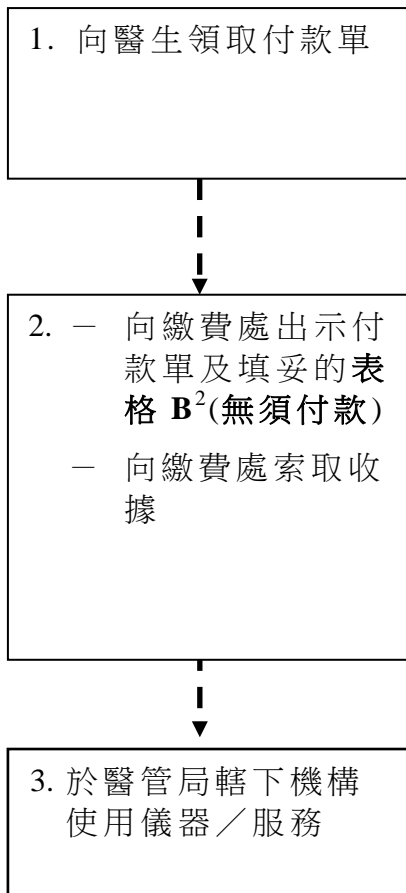 1. 向醫生領取付款單
2. － 向繳費處出示付
款單及填妥的表
格 B²(無須付款)
－ 向繳費處索取收
據
3. 於醫管局轄下機構
使用儀器／服務